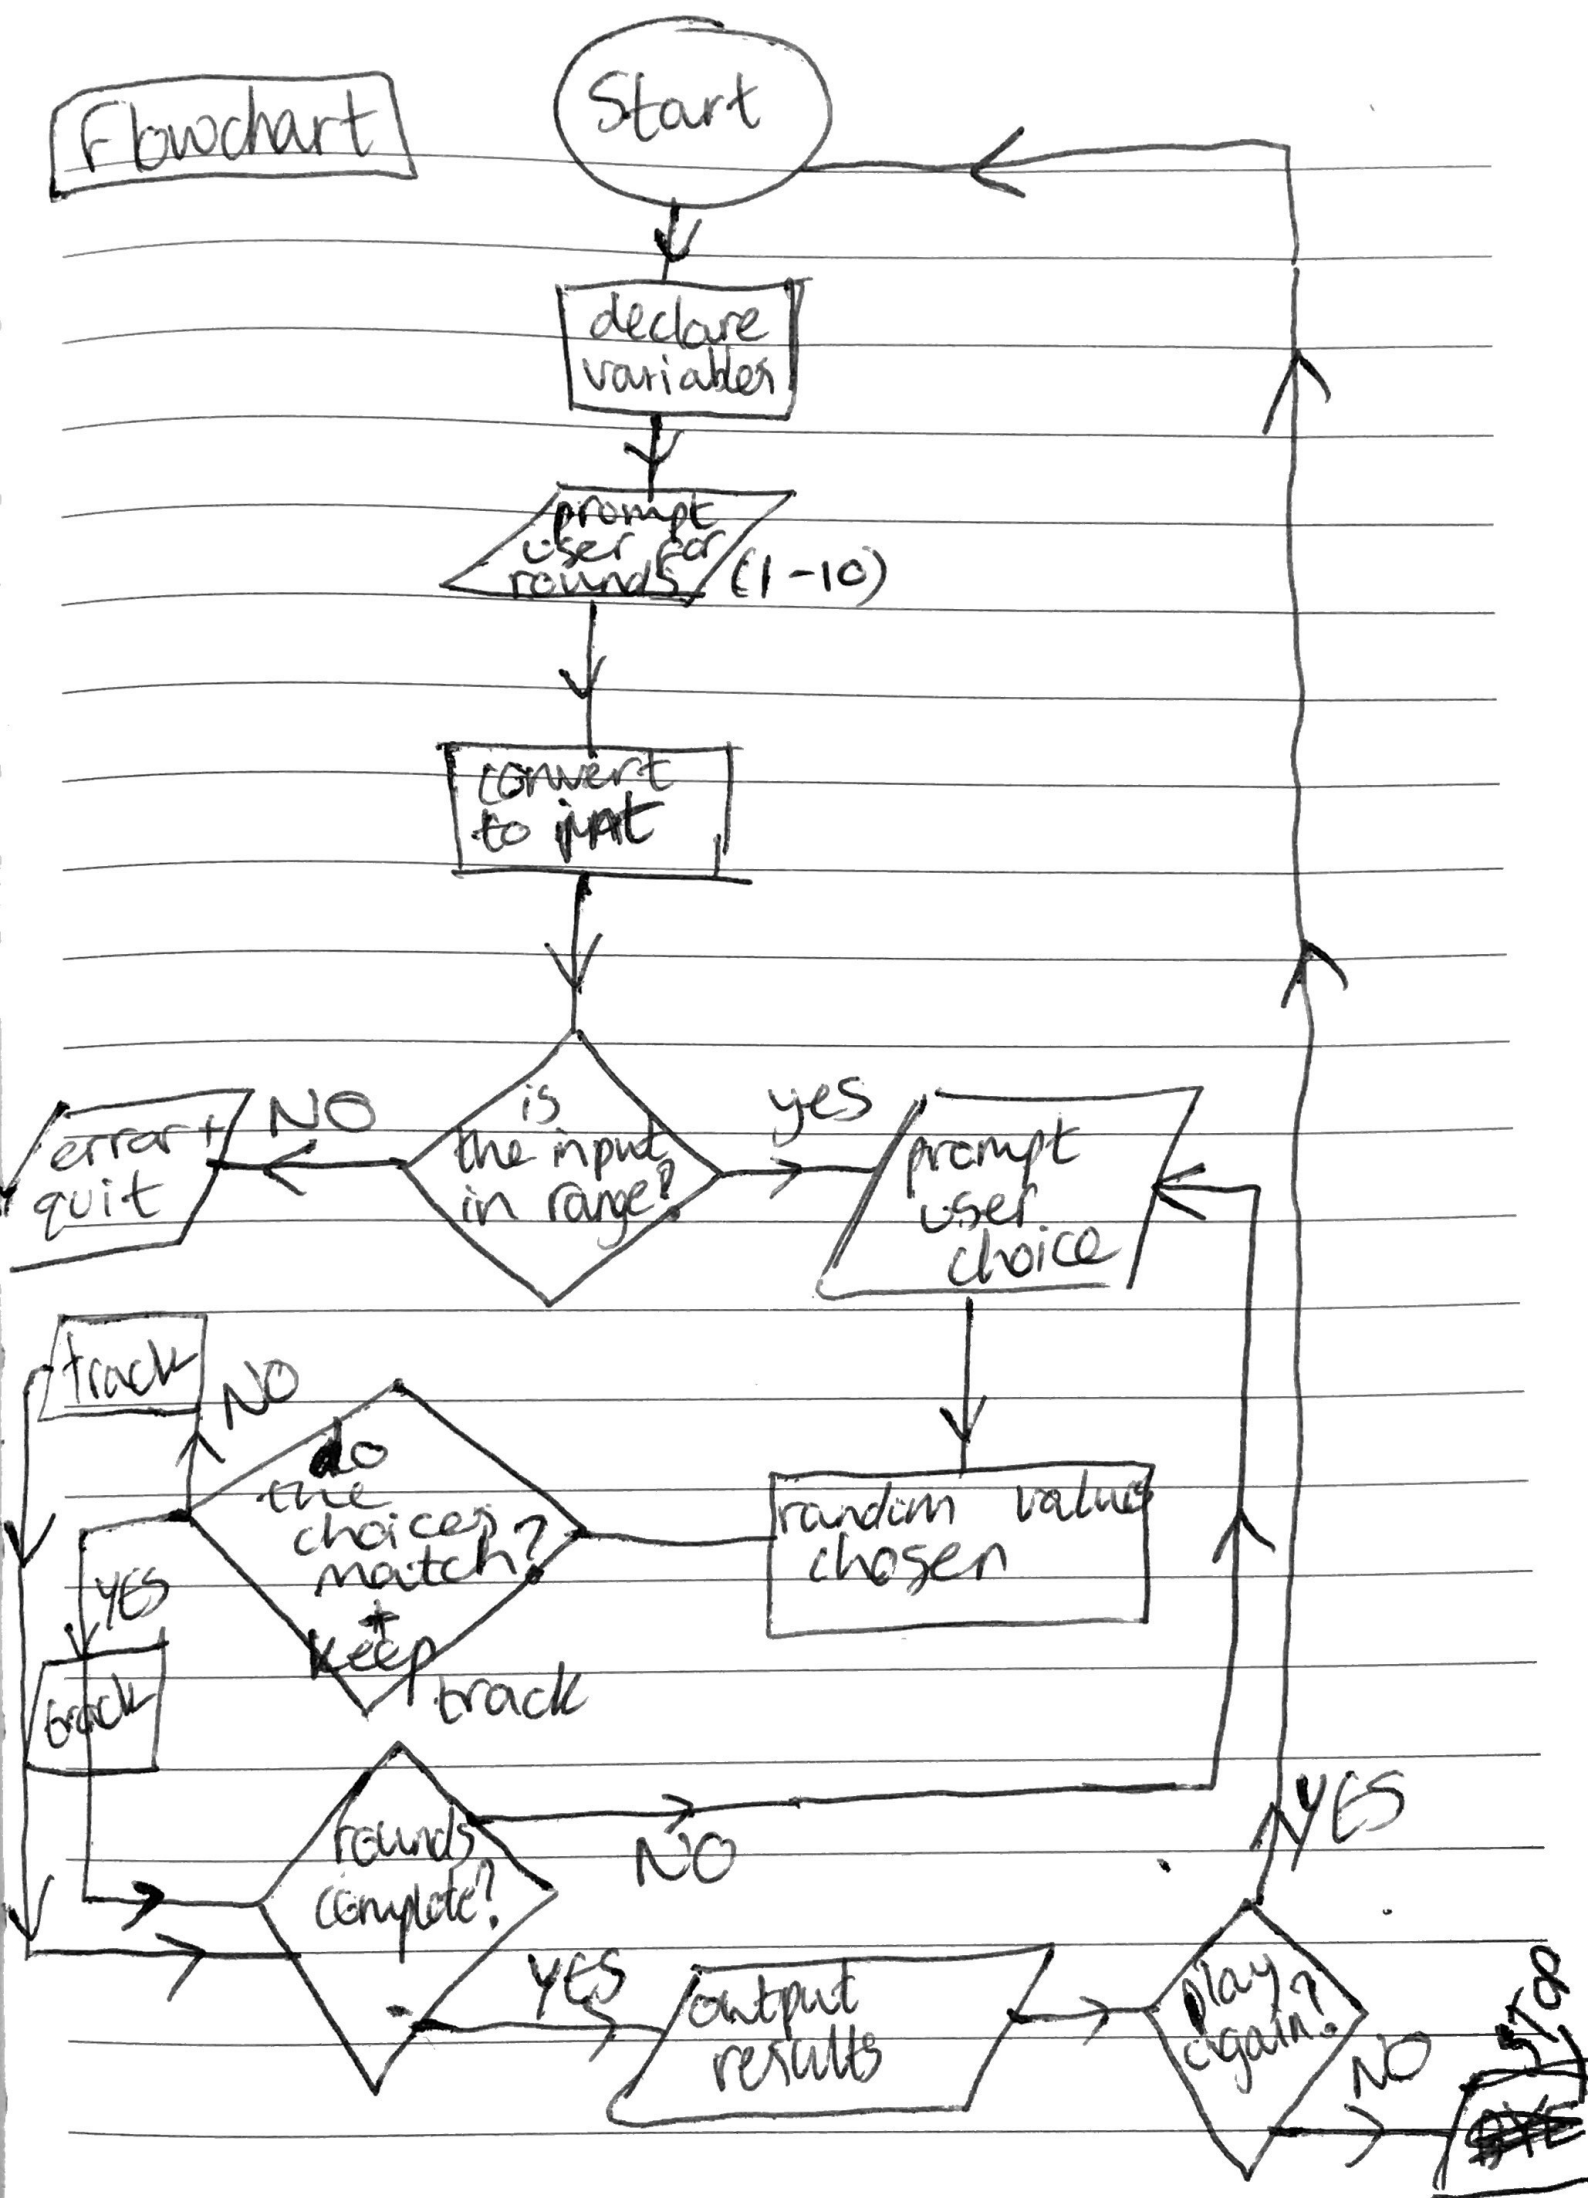 Flowchart
Start
declare
variables
prompt
user for
rounds
(1-10)
convert
to int
is
the input
in range?
NO
error +
quit
yes
prompt
user
choice
random value
chosen
do
the
choices
match?
+
keep
track
NO
track
YES
track
rounds
complete?
NO
YES
output
results
play
again?
YES
NO
STOP